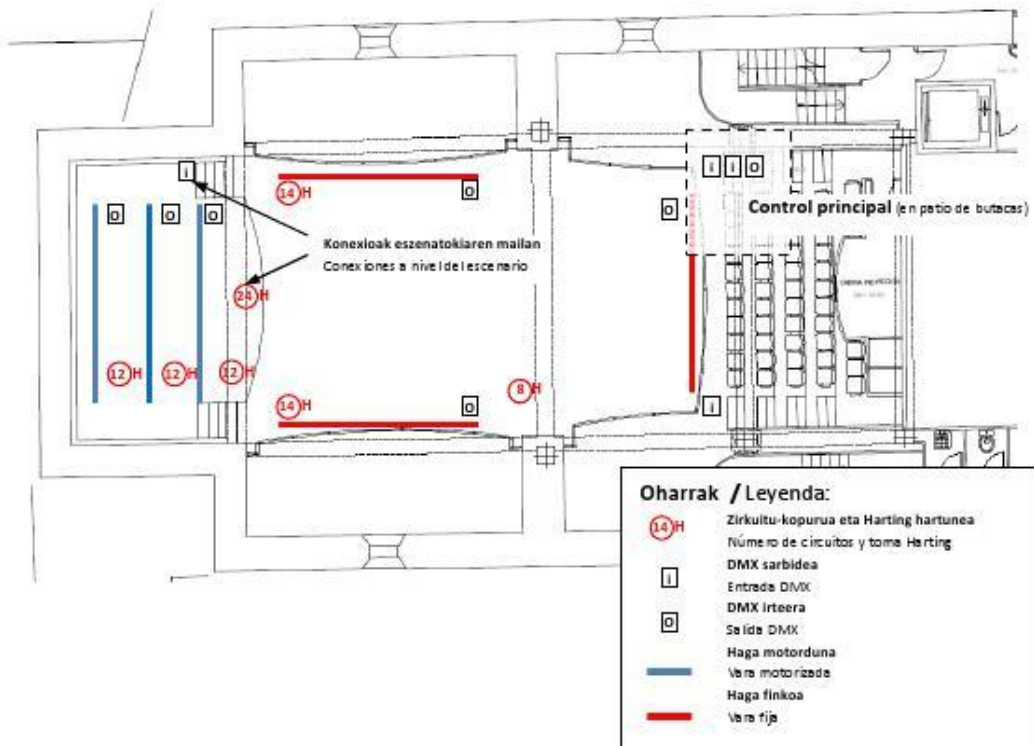 i
O O O
14 H
O
i i O
O
Control principal (en patio de butacas)
Konexioak eszenatokiaren mailan
Conexiones a nivel del escenario
24 H
12 H
12 H
12 H
8 H
14 H
O
i
Oharrak / Leyenda:
14 H
Zirkuitu-kopurua eta Harting hartunea
Número de circuitos y toma Harting
i
DMX sarbidea
Entrada DMX
O
DMX irteera
Salida DMX
Haga motorduna
Vara motorizada
Haga finkoa
Vara fija